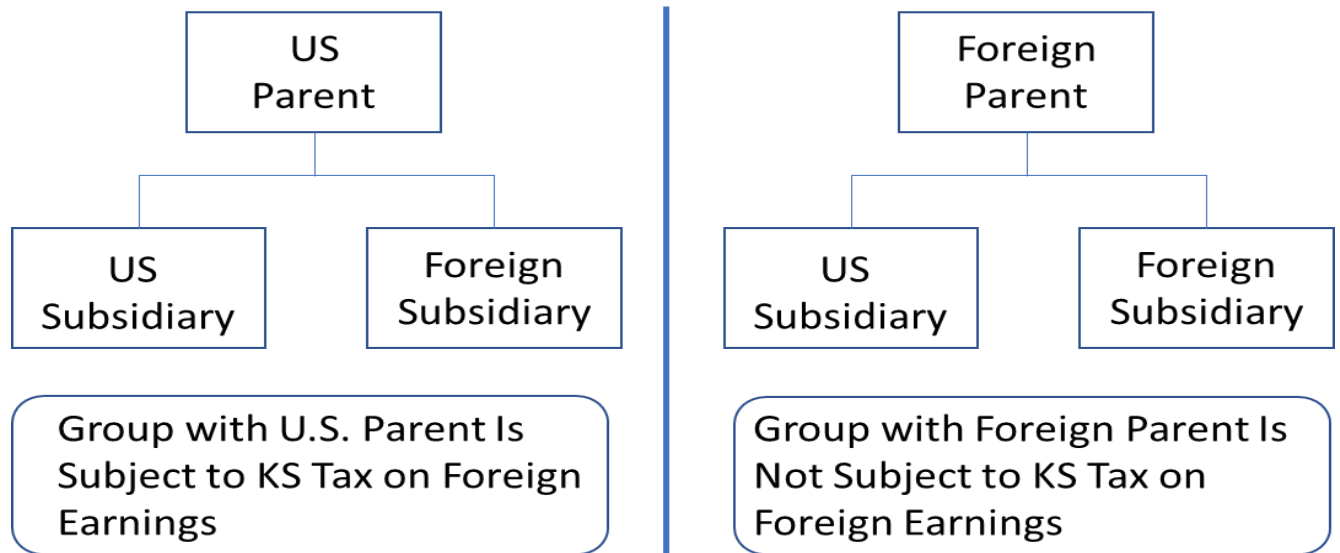 US
Parent
US
Subsidiary
Foreign
Subsidiary
Group with U.S. Parent Is
Subject to KS Tax on Foreign
Earnings
Foreign
Parent
US
Subsidiary
Foreign
Subsidiary
Group with Foreign Parent Is
Not Subject to KS Tax on
Foreign Earnings